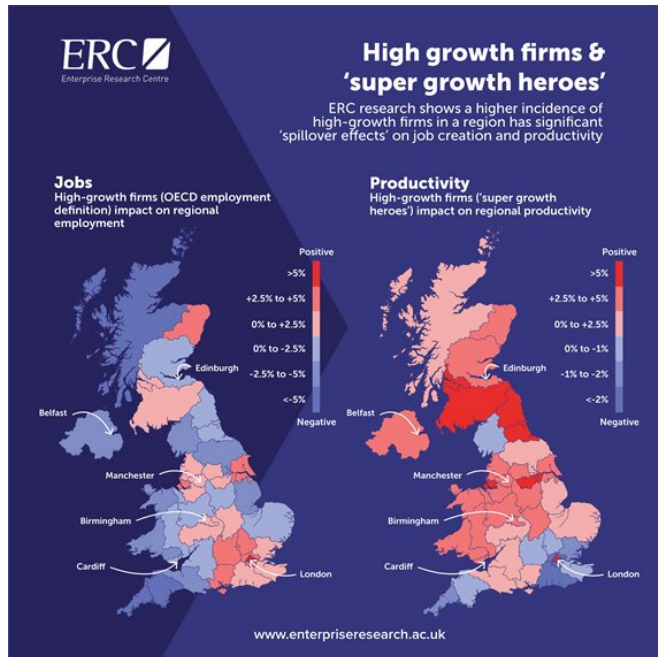 ERC
Enterprise Research Centre
High growth firms &
‘super growth heroes’
ERC research shows a higher incidence of
high-growth firms in a region has significant
‘spillover effects’ on job creation and productivity
Jobs
High-growth firms (OECD employment
definition) impact on regional
employment
Positive
>5%
+2.5% to +5%
0% to +2.5%
0% to -2.5%
-2.5% to -5%
<-5%
Negative
Edinburgh
Belfast
Manchester
Birmingham
Cardiff
London
Productivity
High-growth firms (‘super growth
heroes’) impact on regional productivity
Positive
>5%
+2.5% to +5%
0% to +2.5%
0% to -1%
-1% to -2%
<-2%
Negative
Edinburgh
Belfast
Manchester
Birmingham
Cardiff
London
www.enterpriseresearch.ac.uk